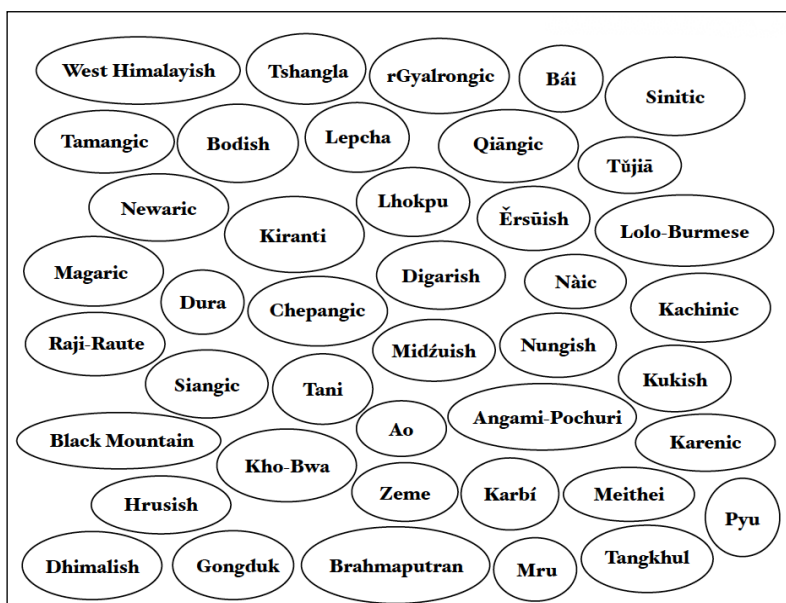 West Himalayish
Tshangla
rGyalrongic
Bái
Sinitic
Tamangic
Bodish
Lepcha
Qiāngic
Tǔjiā
Newaric
Kiranti
Lhokpu
Ěrsūish
Lolo-Burmese
Magaric
Dura
Chepangic
Digarish
Nàic
Kachinic
Raji-Raute
Siangic
Tani
Midźuish
Nungish
Kukish
Black Mountain
Kho-Bwa
Ao
Angami-Pochuri
Karenic
Hrusish
Zeme
Karbí
Meithei
Pyu
Dhimalish
Gongduk
Brahmaputran
Mru
Tangkhul